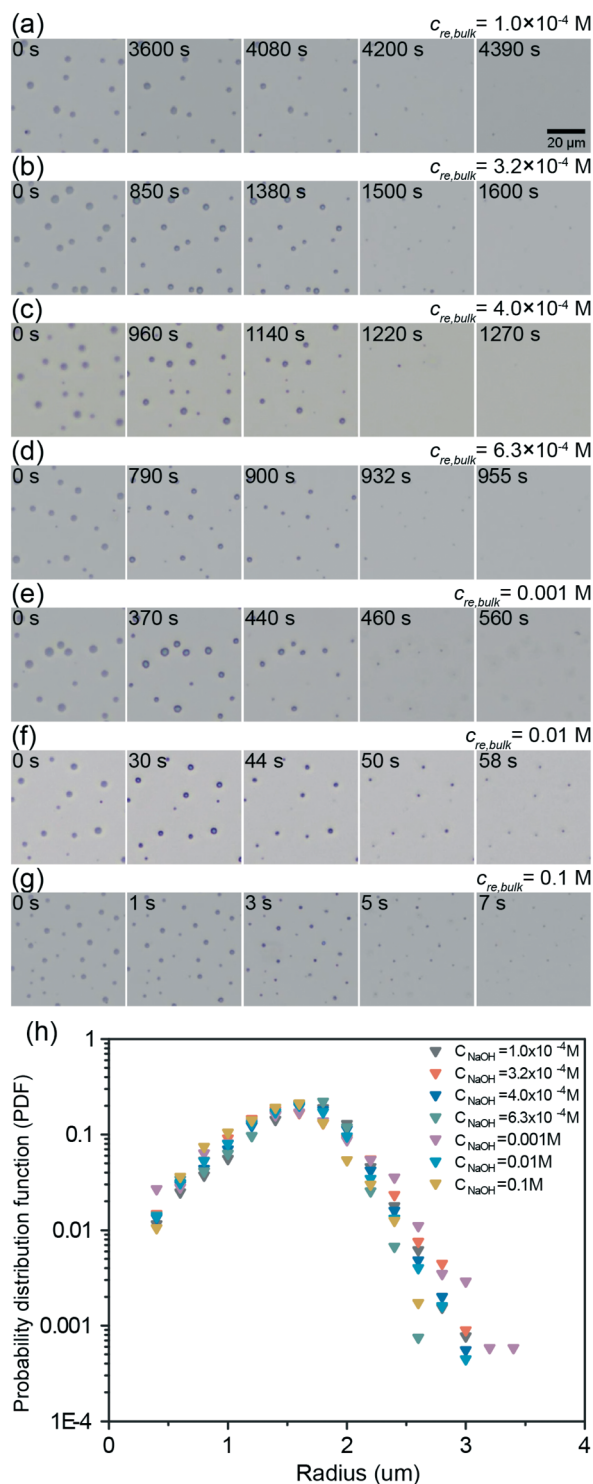 (a) c_re,bulk = 1.0×10⁻⁴ M
0 s 3600 s 4080 s 4200 s 4390 s
20 µm
(b) c_re,bulk = 3.2×10⁻⁴ M
0 s 850 s 1380 s 1500 s 1600 s
(c) c_re,bulk = 4.0×10⁻⁴ M
0 s 960 s 1140 s 1220 s 1270 s
(d) c_re,bulk = 6.3×10⁻⁴ M
0 s 790 s 900 s 932 s 955 s
(e) c_re,bulk = 0.001 M
0 s 370 s 440 s 460 s 560 s
(f) c_re,bulk = 0.01 M
0 s 30 s 44 s 50 s 58 s
(g) c_re,bulk = 0.1 M
0 s 1 s 3 s 5 s 7 s
(h)
Probability distribution function (PDF)
1
0.1
0.01
0.001
1E-4
C_NaOH =1.0x10 ⁻⁴M
C_NaOH =3.2x10 ⁻⁴M
C_NaOH =4.0x10 ⁻⁴M
C_NaOH =6.3x10 ⁻⁴M
C_NaOH =0.001M
C_NaOH =0.01M
C_NaOH =0.1M
0 1 2 3 4
Radius (um)